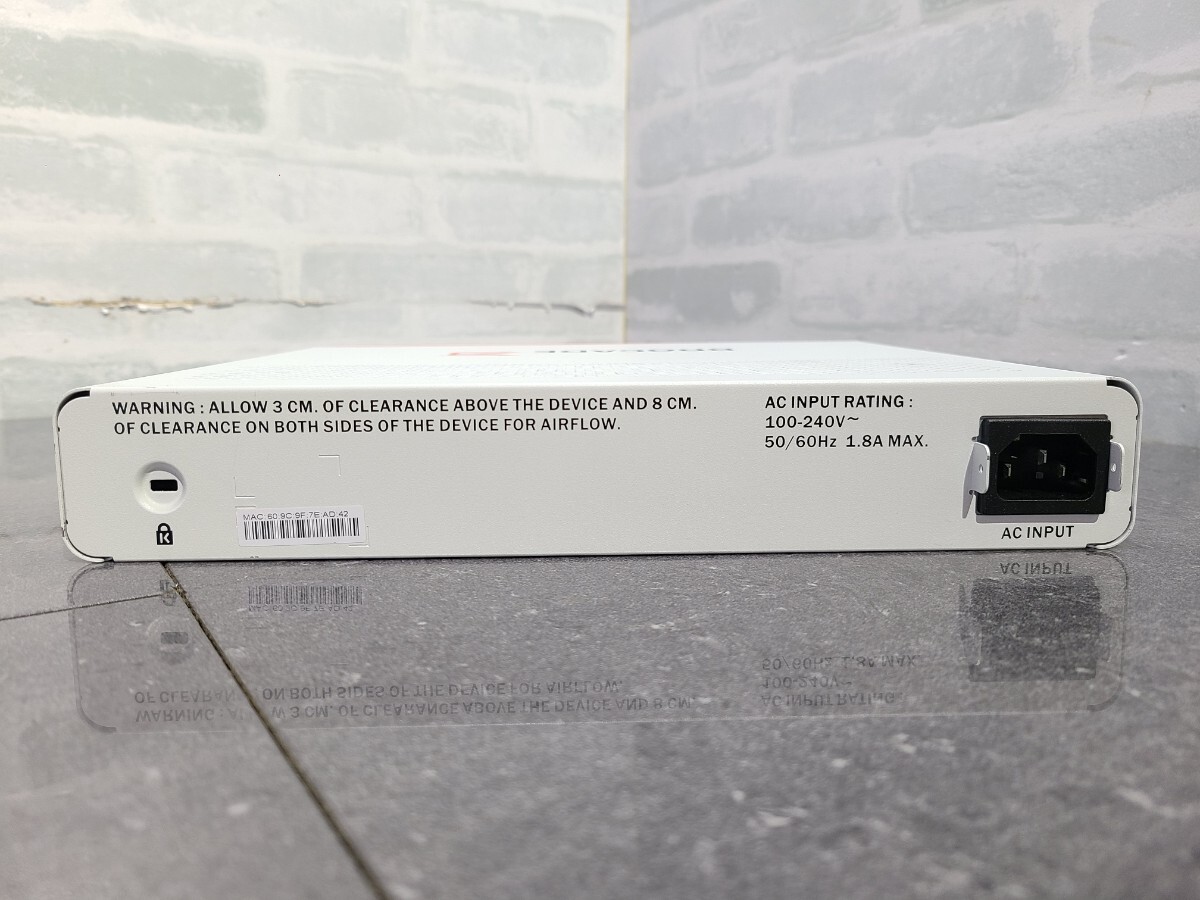 BROCADE
WARNING : ALLOW 3 CM. OF CLEARANCE ABOVE THE DEVICE AND 8 CM.
OF CLEARANCE ON BOTH SIDES OF THE DEVICE FOR AIRFLOW.
AC INPUT RATING :
100-240V~
50/60Hz 1.8A MAX.
MAC: 60:9C:9F:7E:AD:42
K
AC INPUT